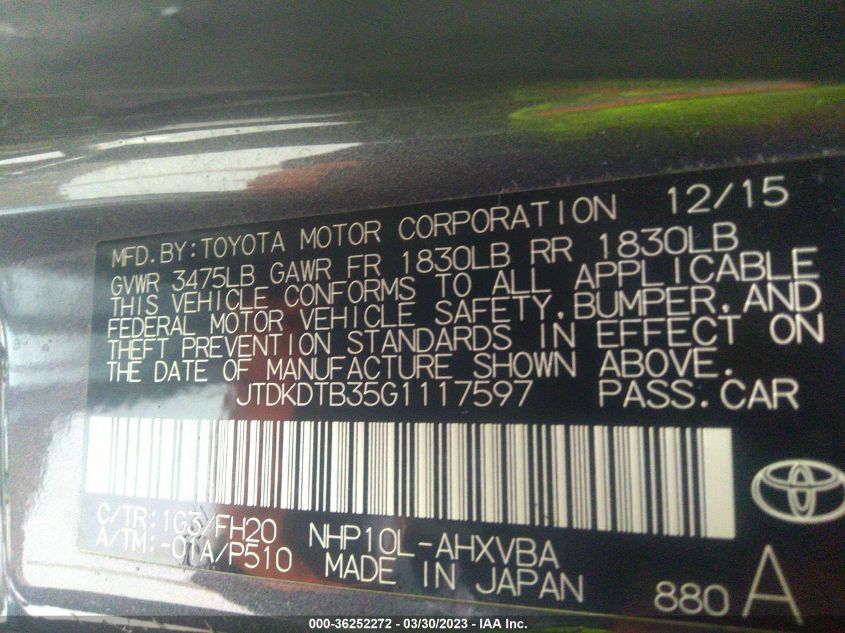 MFD.BY:TOYOTA MOTOR CORPORATION 12/15
GVWR 3475LB GAWR FR 1830LB RR 1830LB
THIS VEHICLE CONFORMS TO ALL APPLICABLE
FEDERAL MOTOR VEHICLE SAFETY,BUMPER,AND
THEFT PREVENTION STANDARDS IN EFFECT ON
THE DATE OF MANUFACTURE SHOWN ABOVE.
JTDKDTB35G1117597 PASS.CAR
C/TR:1G3/FH20 NHP10L-AHXVBA
A/TM:-01A/P510 MADE IN JAPAN 880 A
000-36252272 - 03/30/2023 - IAA Inc.